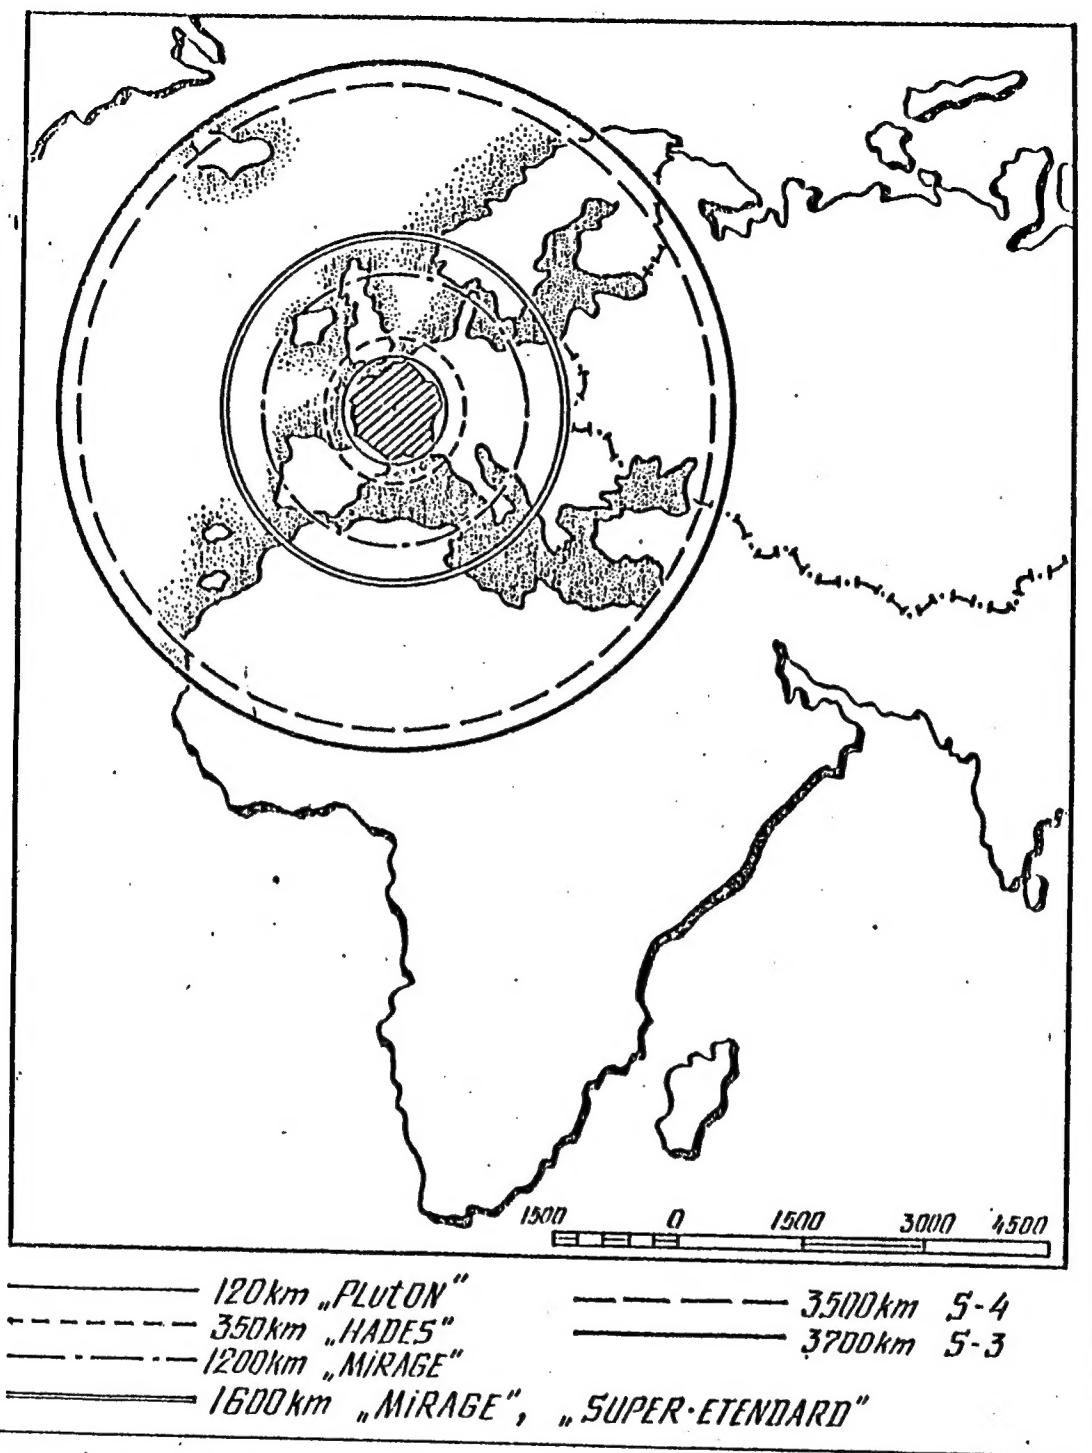 1500 0 1500 3000 4500
120km „PLUTON"
350km „HADES"
1200km „MiRAGE"
1600km „MiRAGE", „SUPER-ETENDARD"
3500km S-4
3700km S-3